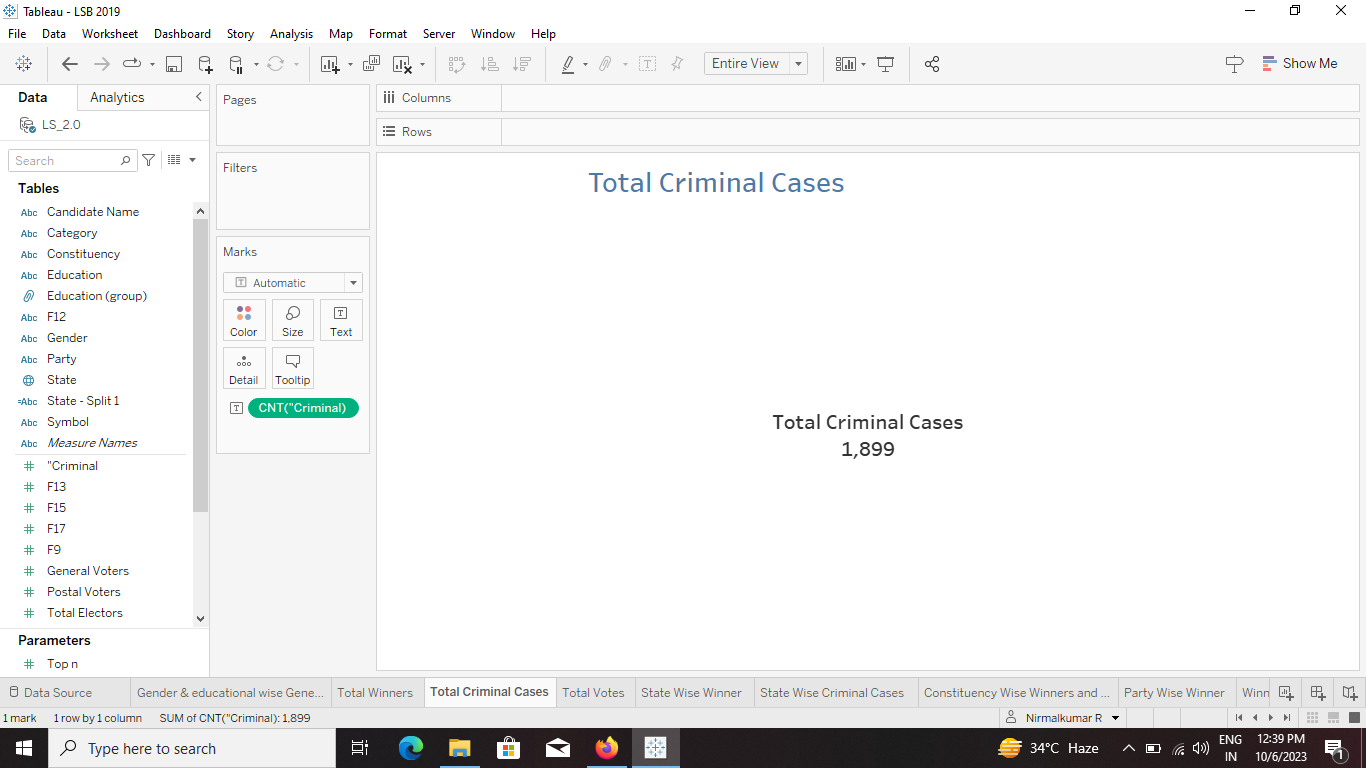 Tableau - LSB 2019
File Data Worksheet Dashboard Story Analysis Map Format Server Window Help
Entire View
Show Me
Data Analytics
LS_2.0
Search
Tables
Abc Candidate Name
Abc Category
Abc Constituency
Abc Education
Education (group)
Abc F12
Abc Gender
Abc Party
State
=Abc State - Split 1
Abc Symbol
Abc Measure Names
# "Criminal
# F13
# F15
# F17
# F9
# General Voters
# Postal Voters
# Total Electors
Parameters
# Top n
Pages
Filters
Marks
T Automatic
Color Size T Text
Detail Tooltip
T CNT("Criminal)
Columns
Rows
Total Criminal Cases
Total Criminal Cases
1,899
Data Source Gender & educational wise Gene... Total Winners Total Criminal Cases Total Votes State Wise Winner State Wise Criminal Cases Constituency Wise Winners and ... Party Wise Winner Winn
1 mark 1 row by 1 column SUM of CNT("Criminal): 1,899 Nirmalkumar R
Type here to search
34°C Haze
ENG
IN
12:39 PM
10/6/2023
1